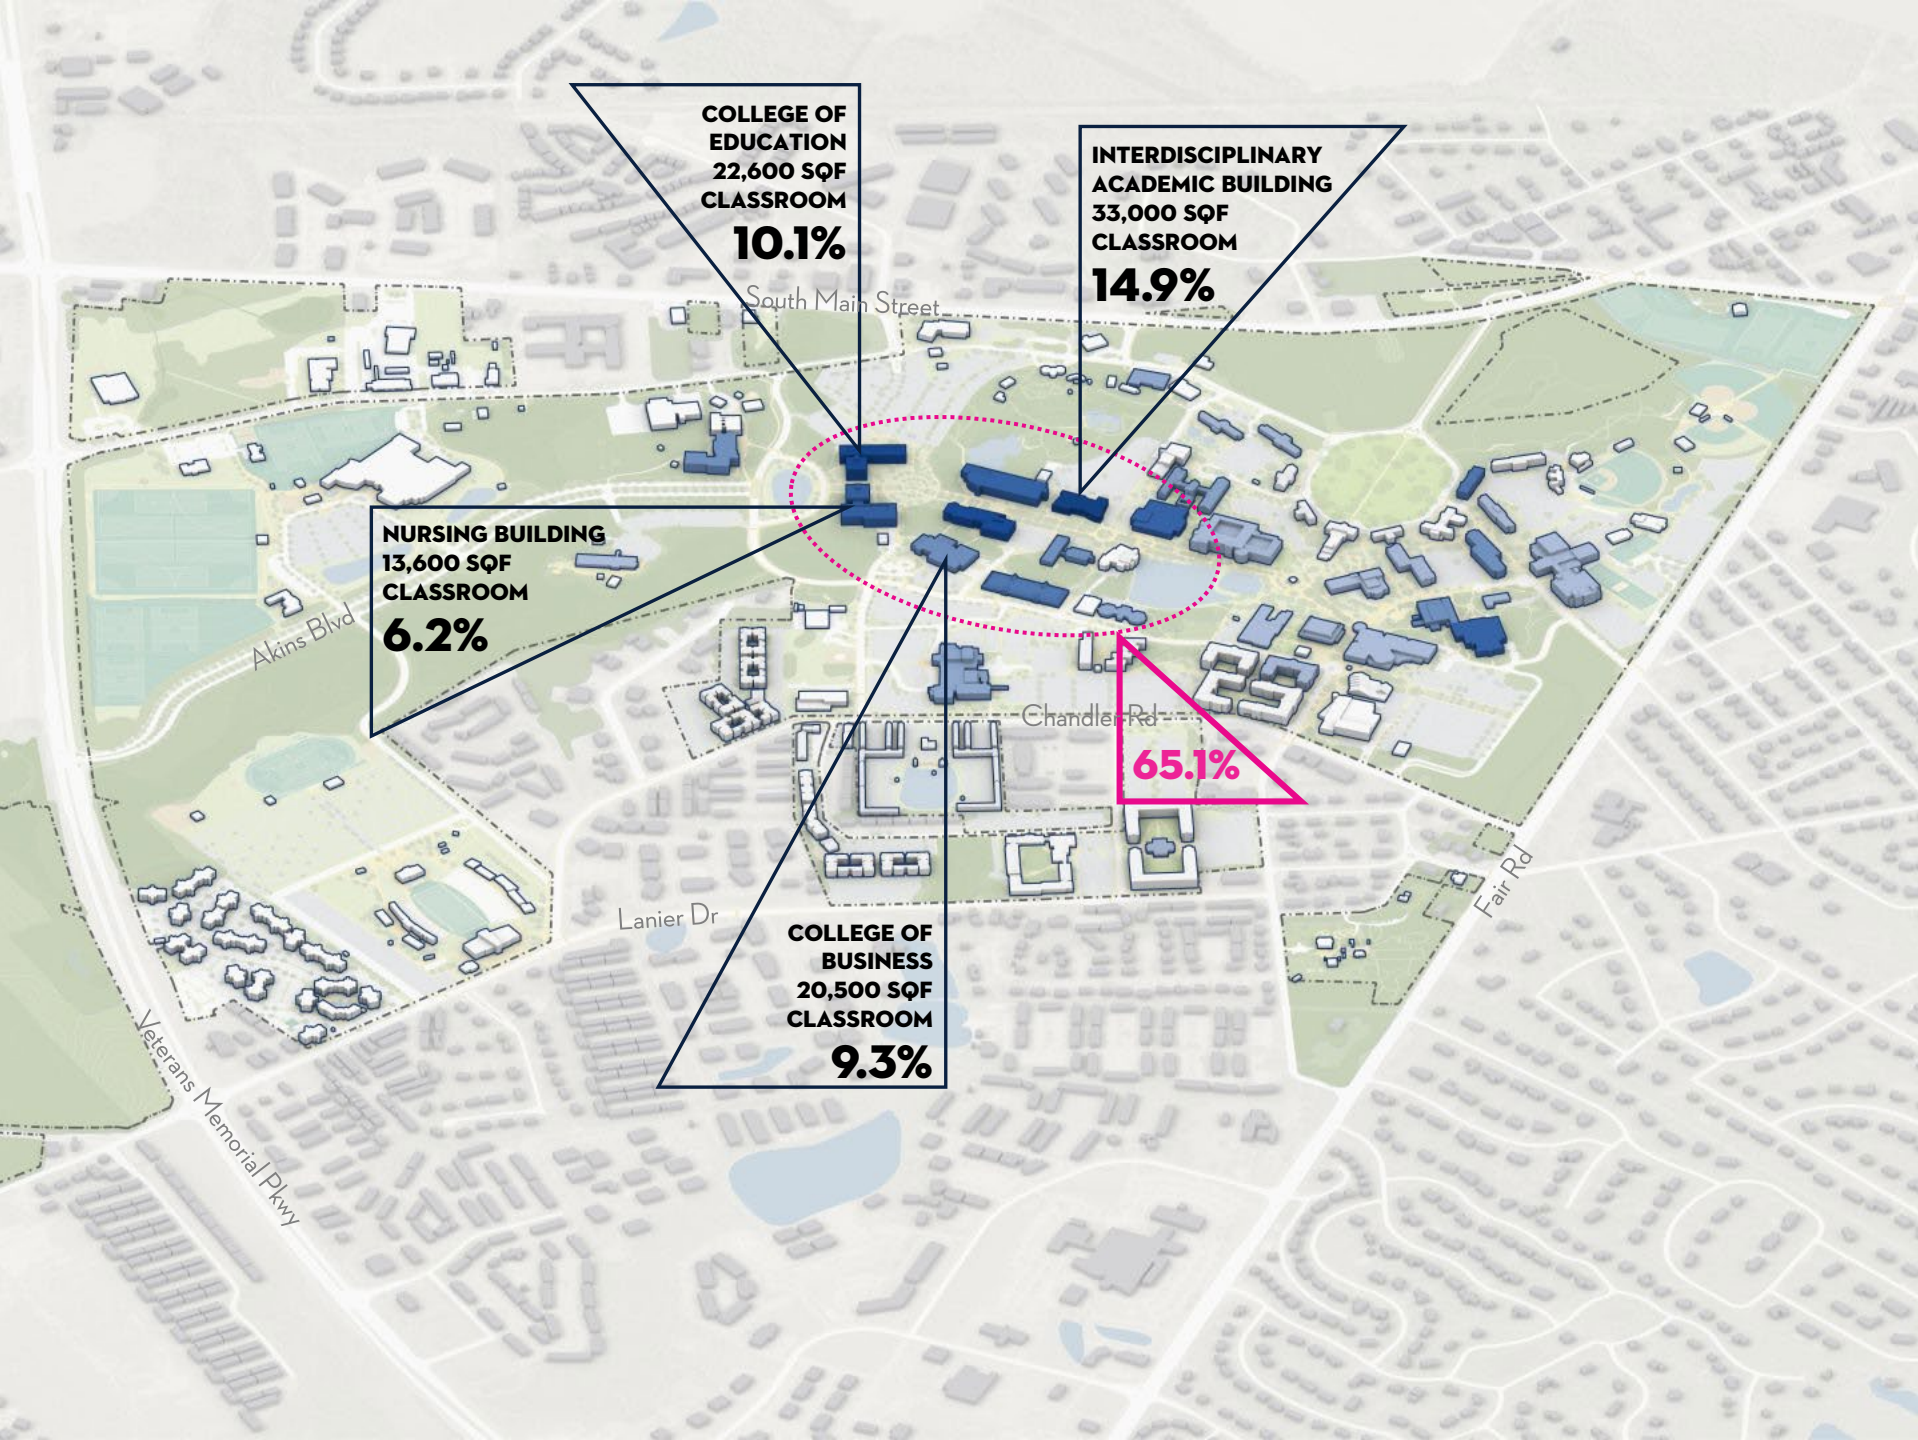 COLLEGE OF
EDUCATION
22,600 SQF
CLASSROOM
10.1%
INTERDISCIPLINARY
ACADEMIC BUILDING
33,000 SQF
CLASSROOM
14.9%
South Main Street
NURSING BUILDING
13,600 SQF
CLASSROOM
6.2%
Akins Blvd
Chandler Rd
65.1%
Fair Rd
Lanier Dr
COLLEGE OF
BUSINESS
20,500 SQF
CLASSROOM
9.3%
Veterans Memorial Pkwy